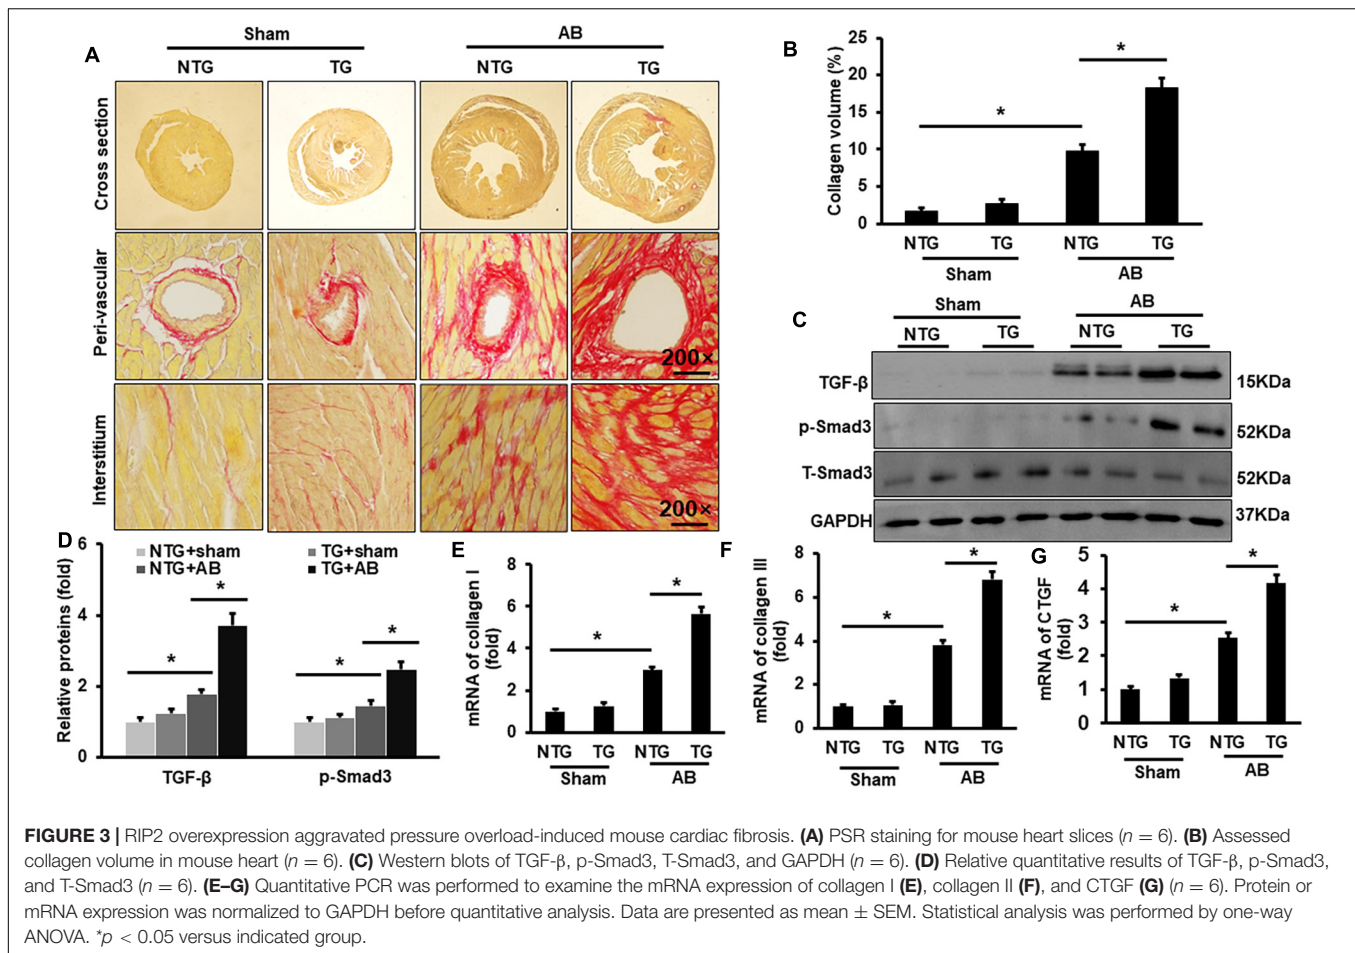 A
Sham
AB
NTG
TG
NTG
TG
Cross section
Peri-vascular
200×
Interstitium
200×
B
Collagen volume (%)
25
20
15
10
5
0
*
*
NTG
TG
NTG
TG
Sham
AB
C
Sham
AB
NTG
TG
NTG
TG
TGF-β
15KDa
p-Smad3
52KDa
T-Smad3
52KDa
GAPDH
37KDa
D
Relative proteins (fold)
6
4
2
0
NTG+sham
TG+sham
NTG+AB
TG+AB
*
*
*
*
TGF-β
p-Smad3
E
mRNA of collagen I
(fold)
8
6
4
2
0
*
*
NTG
TG
NTG
TG
Sham
AB
F
mRNA of collagen III
(fold)
8
6
4
2
0
*
*
NTG
TG
NTG
TG
Sham
AB
G
mRNA of CTGF
(fold)
5
4
3
2
1
0
*
*
NTG
TG
NTG
TG
Sham
AB
FIGURE 3 | RIP2 overexpression aggravated pressure overload-induced mouse cardiac fibrosis. (A) PSR staining for mouse heart slices (n = 6). (B) Assessed
collagen volume in mouse heart (n = 6). (C) Western blots of TGF-β, p-Smad3, T-Smad3, and GAPDH (n = 6). (D) Relative quantitative results of TGF-β, p-Smad3,
and T-Smad3 (n = 6). (E–G) Quantitative PCR was performed to examine the mRNA expression of collagen I (E), collagen II (F), and CTGF (G) (n = 6). Protein or
mRNA expression was normalized to GAPDH before quantitative analysis. Data are presented as mean ± SEM. Statistical analysis was performed by one-way
ANOVA. *p < 0.05 versus indicated group.